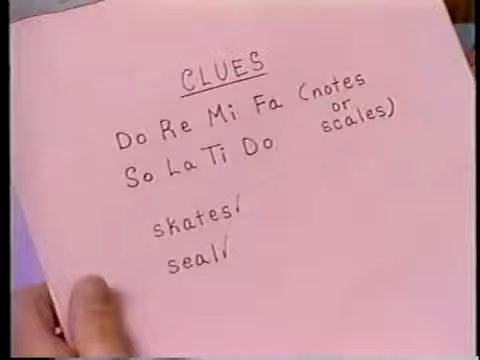 CLUES
Do Re Mi Fa (notes
or
So La Ti Do scales)
skates✓
seal✓